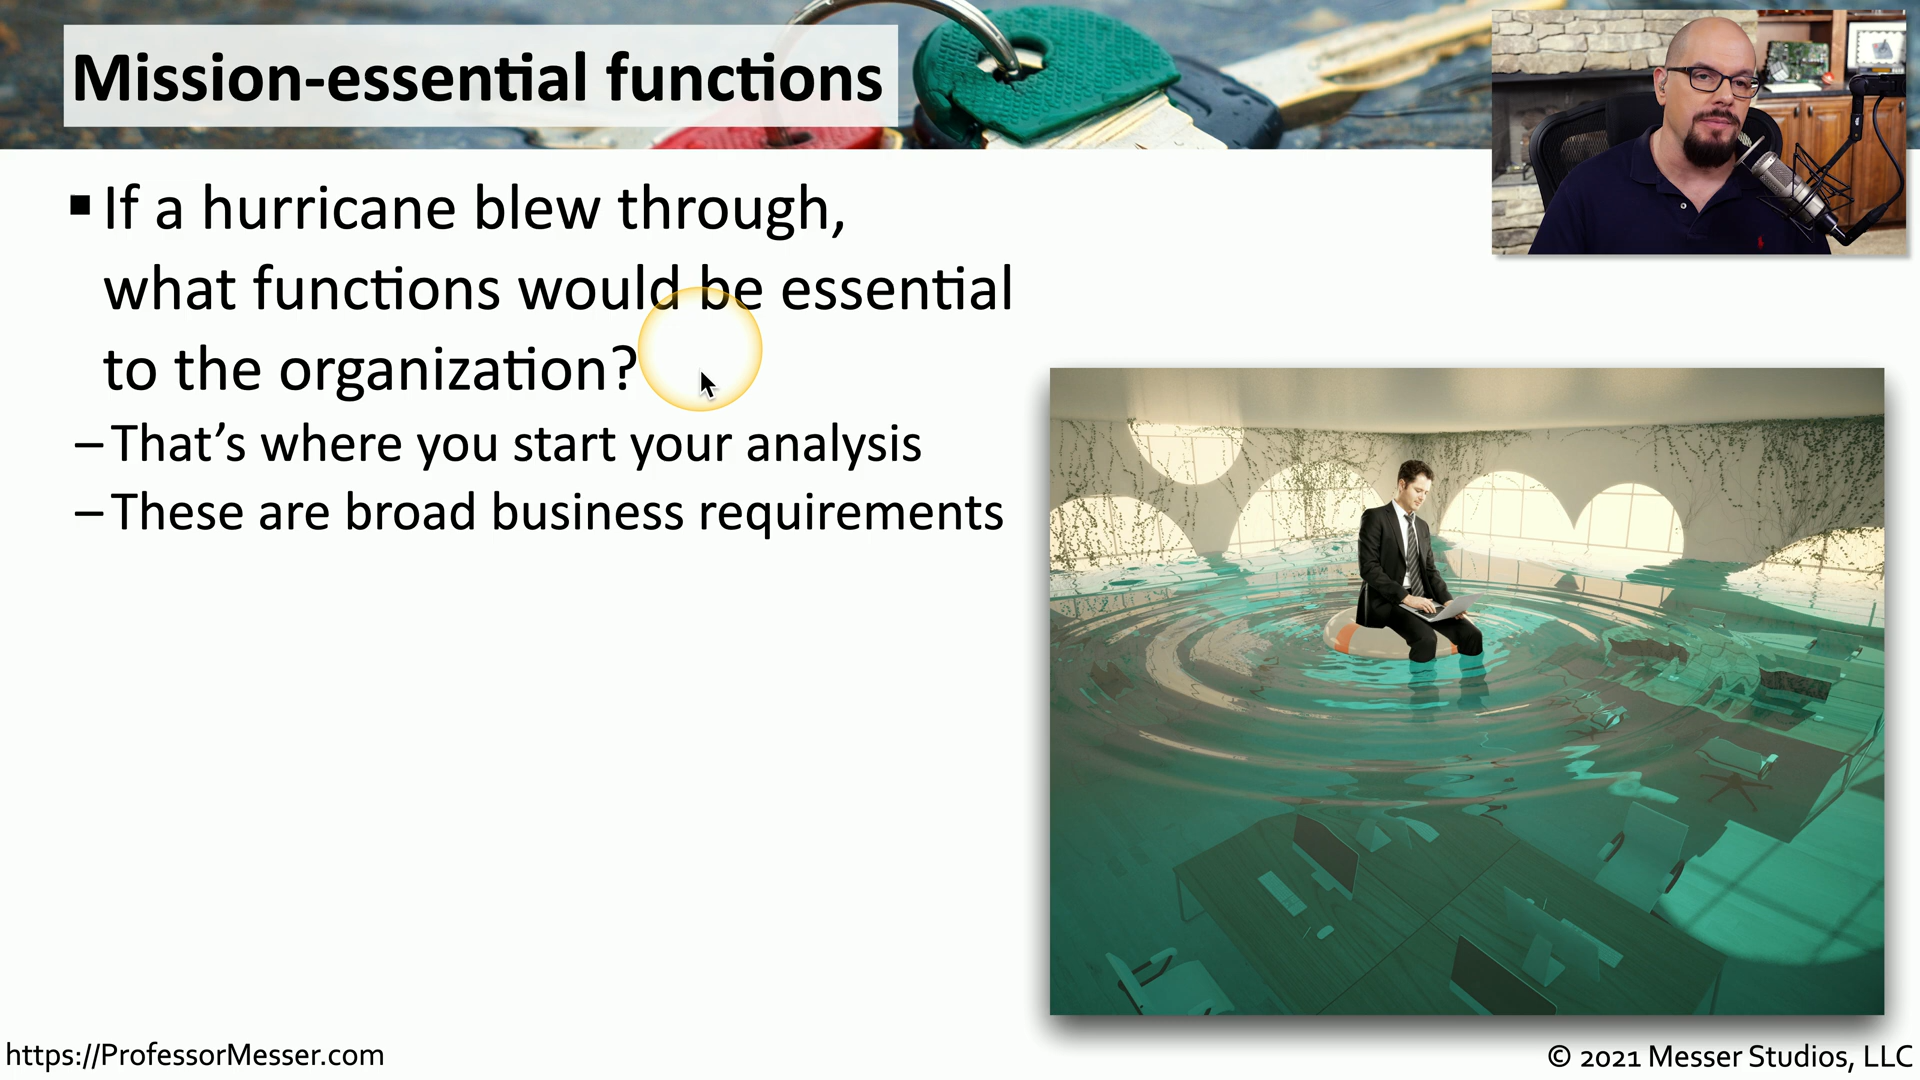 Mission-essential functions
▪ If a hurricane blew through,
what functions would be essential
to the organization?
– That’s where you start your analysis
– These are broad business requirements
https://ProfessorMesser.com
© 2021 Messer Studios, LLC